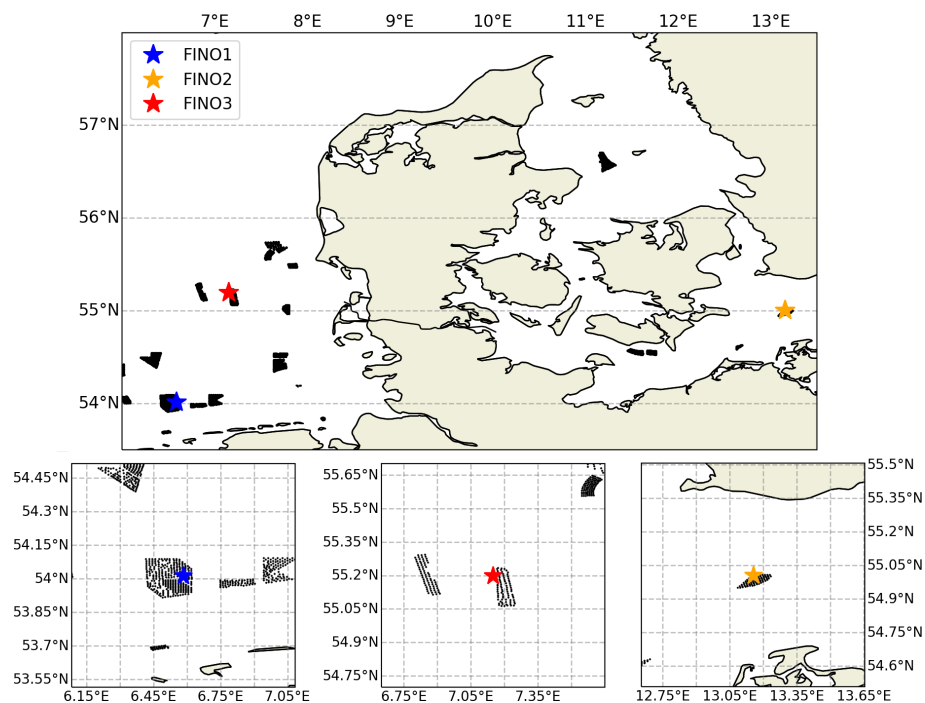 7°E 8°E 9°E 10°E 11°E 12°E 13°E
FINO1
FINO2
FINO3
57°N
56°N
55°N
54°N
54.45°N
54.3°N
54.15°N
54°N
53.85°N
53.7°N
53.55°N
6.15°E 6.45°E 6.75°E 7.05°E
55.65°N
55.5°N
55.35°N
55.2°N
55.05°N
54.9°N
54.75°N
6.75°E 7.05°E 7.35°E
55.5°N
55.35°N
55.2°N
55.05°N
54.9°N
54.75°N
54.6°N
12.75°E 13.05°E 13.35°E 13.65°E